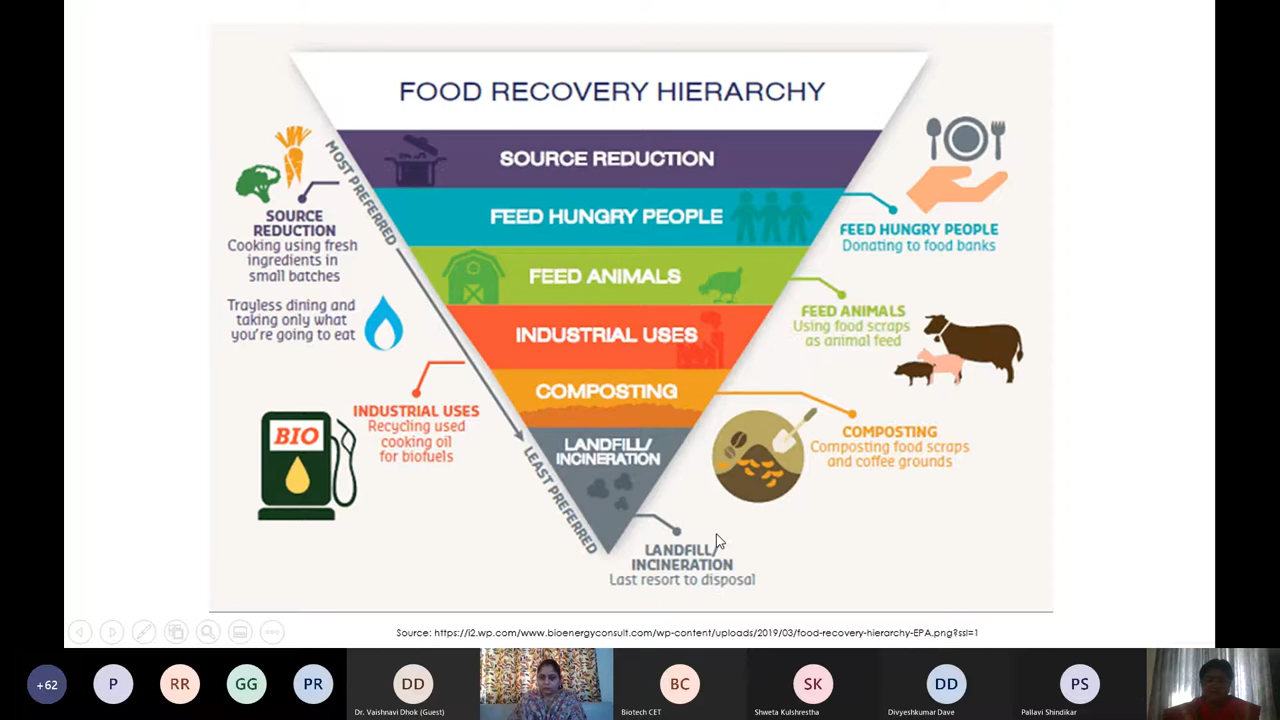 FOOD RECOVERY HIERARCHY
MOST PREFERRED
SOURCE REDUCTION
FEED HUNGRY PEOPLE
FEED ANIMALS
INDUSTRIAL USES
COMPOSTING
LANDFILL/
INCINERATION
LEAST PREFERRED
SOURCE
REDUCTION
Cooking using fresh
ingredients in
small batches
Trayless dining and
taking only what
you're going to eat
INDUSTRIAL USES
Recycling used
cooking oil
for biofuels
BIO
FEED HUNGRY PEOPLE
Donating to food banks
FEED ANIMALS
Using food scraps
as animal feed
COMPOSTING
Composting food scraps
and coffee grounds
LANDFILL/
INCINERATION
Last resort to disposal
Source: https://i2.wp.com/www.bioenergyconsult.com/wp-content/uploads/2019/03/food-recovery-hierarchy-EPA.png?ssl=1
+62
P
RR
GG
PR
DD
Dr. Vaishnavi Dhok (Guest)
BC
Biotech CET
SK
Shweta Kulshrestha
DD
Divyeshkumar Dave
PS
Pallavi Shindikar